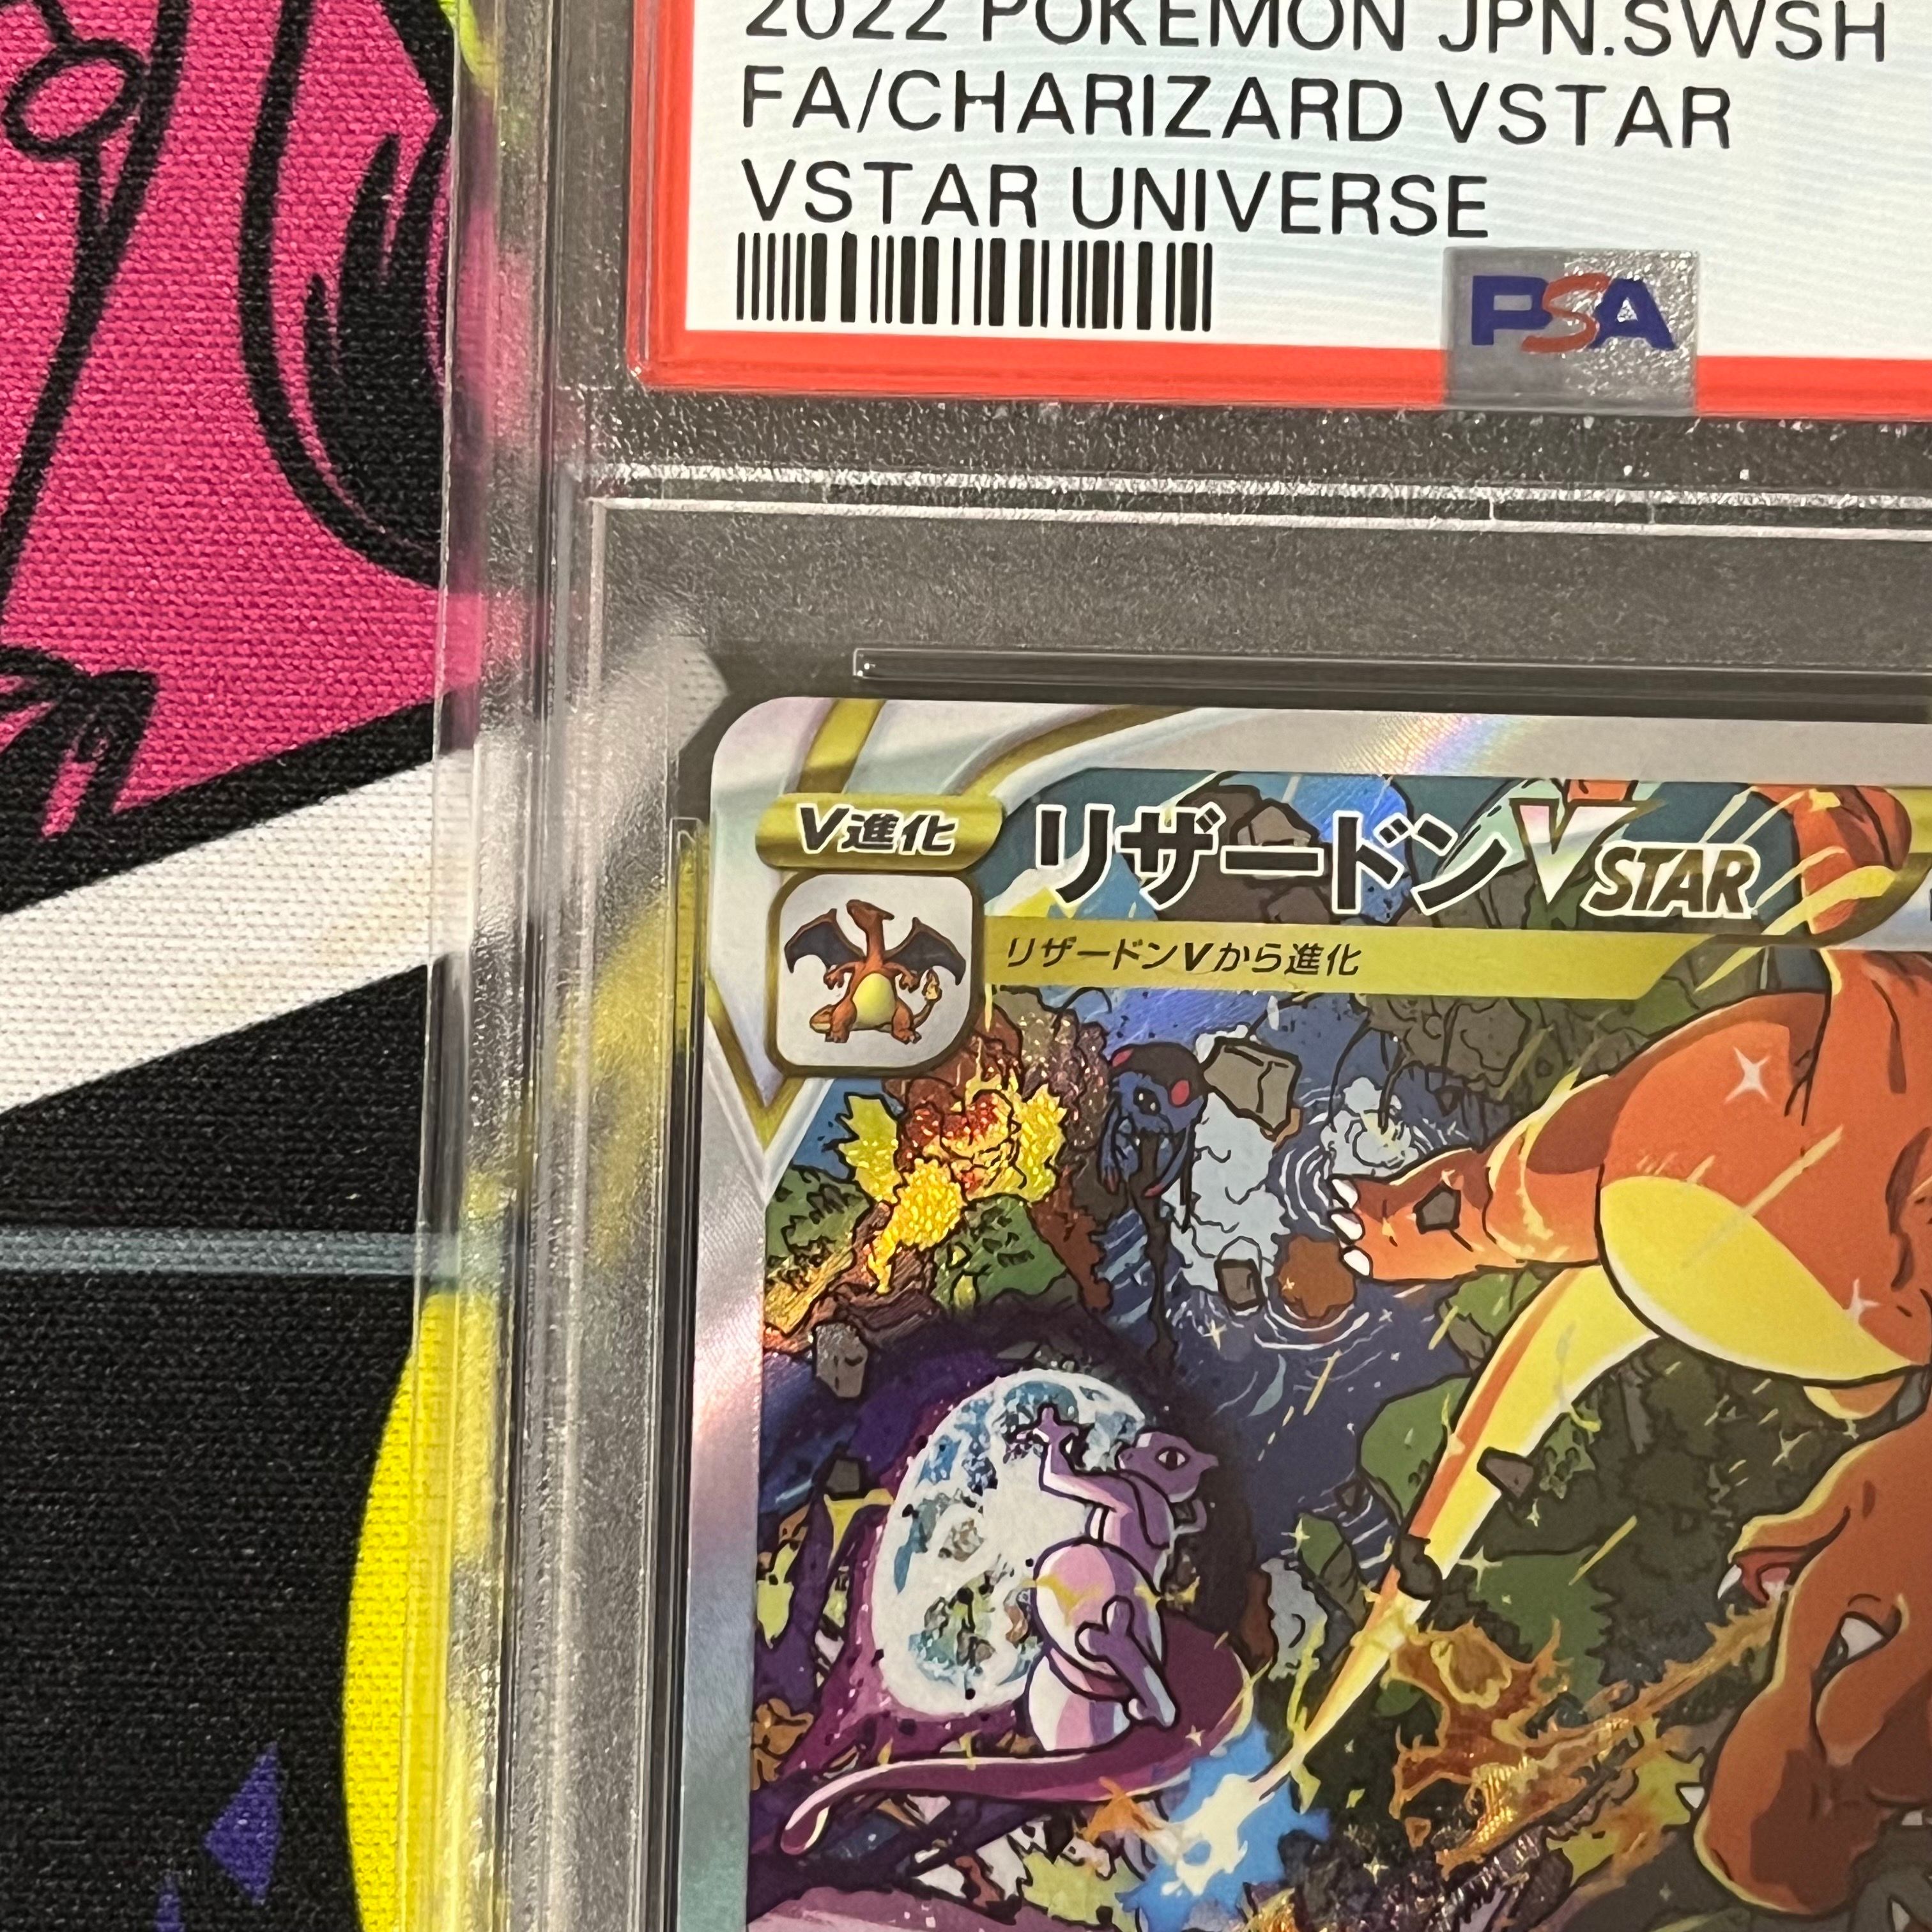 2022 POKEMON JPN.SWSH
FA/CHARIZARD VSTAR
VSTAR UNIVERSE
PSA
V進化
リザードンVSTAR
リザードンVから進化